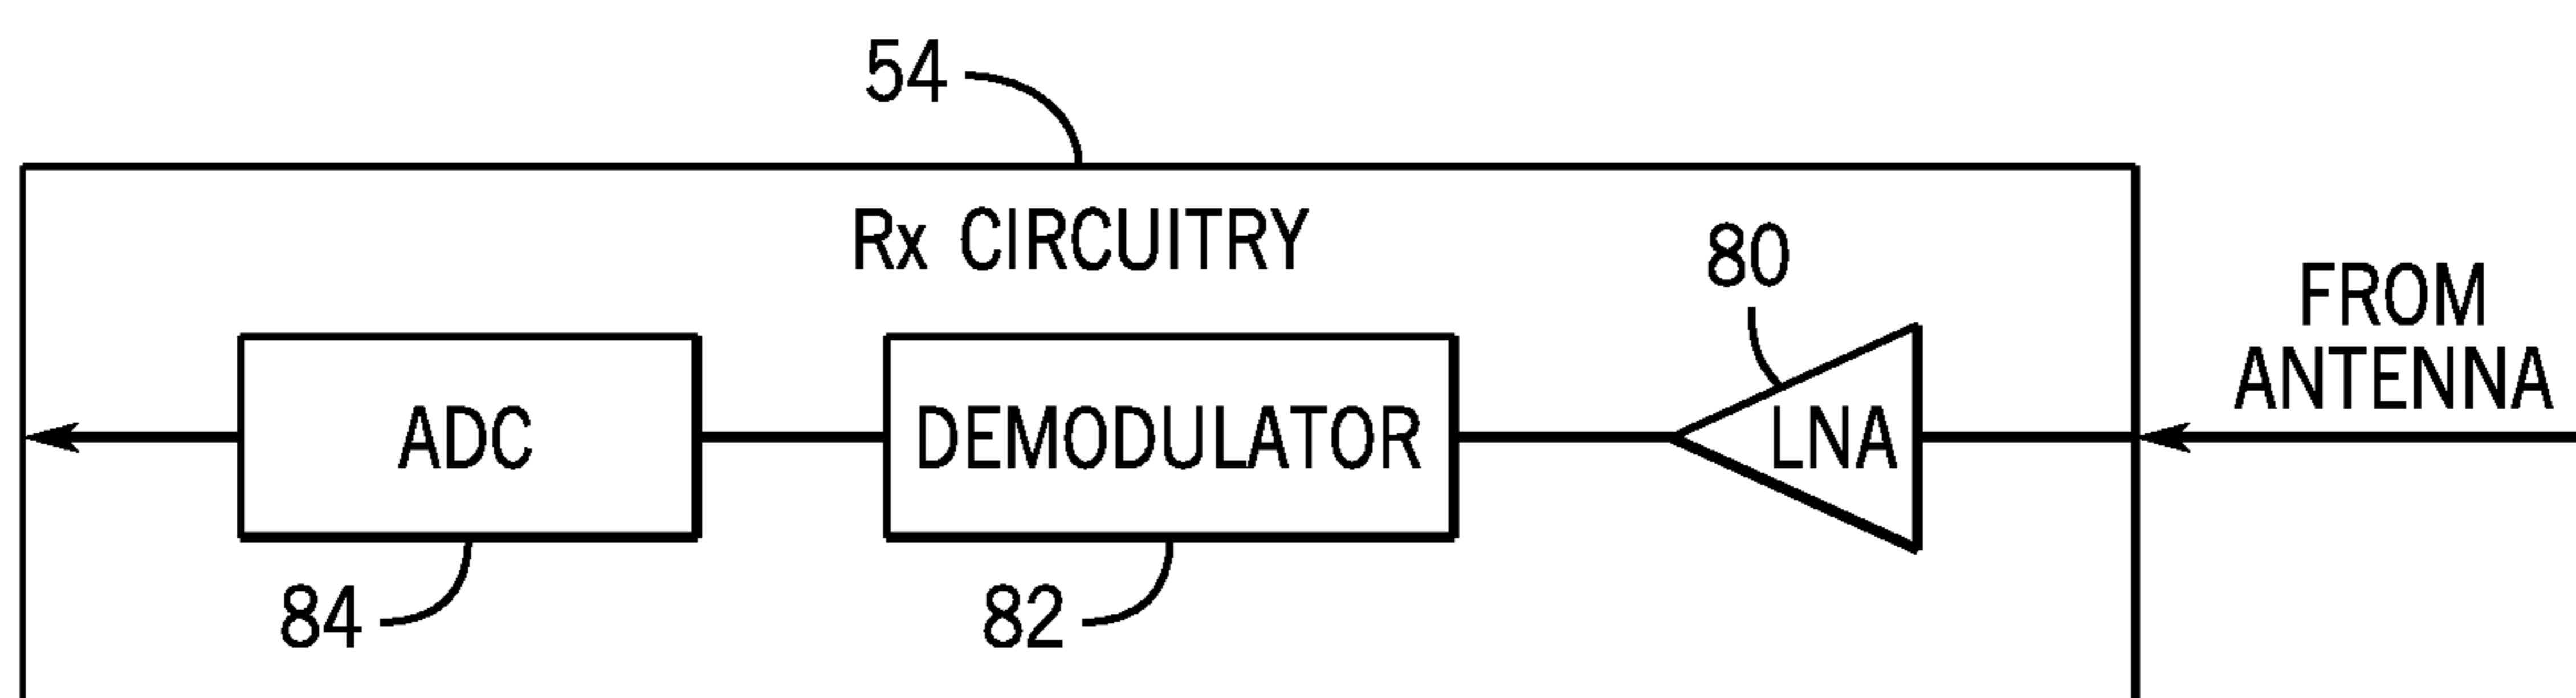 54
Rx CIRCUITRY
80
FROM
ANTENNA
ADC
DEMODULATOR
LNA
84
82